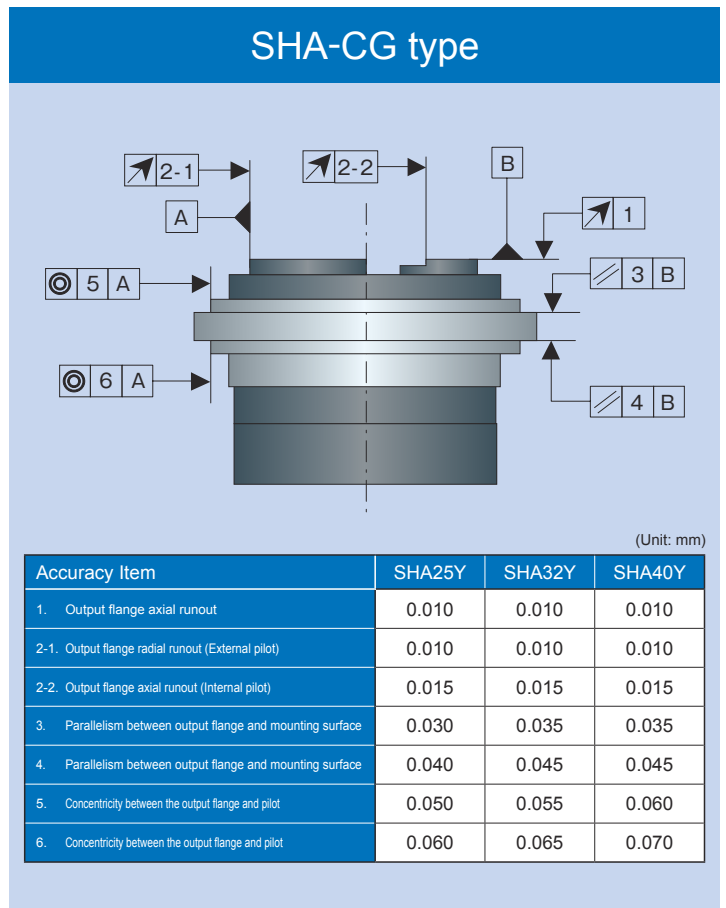 SHA-CG type
2-1
2-2
B
A
1
5 A
3 B
6 A
4 B
(Unit: mm)
Accuracy Item SHA25Y SHA32Y SHA40Y
1. Output flange axial runout 0.010 0.010 0.010
2-1. Output flange radial runout (External pilot) 0.010 0.010 0.010
2-2. Output flange axial runout (Internal pilot) 0.015 0.015 0.015
3. Parallelism between output flange and mounting surface 0.030 0.035 0.035
4. Parallelism between output flange and mounting surface 0.040 0.045 0.045
5. Concentricity between the output flange and pilot 0.050 0.055 0.060
6. Concentricity between the output flange and pilot 0.060 0.065 0.070